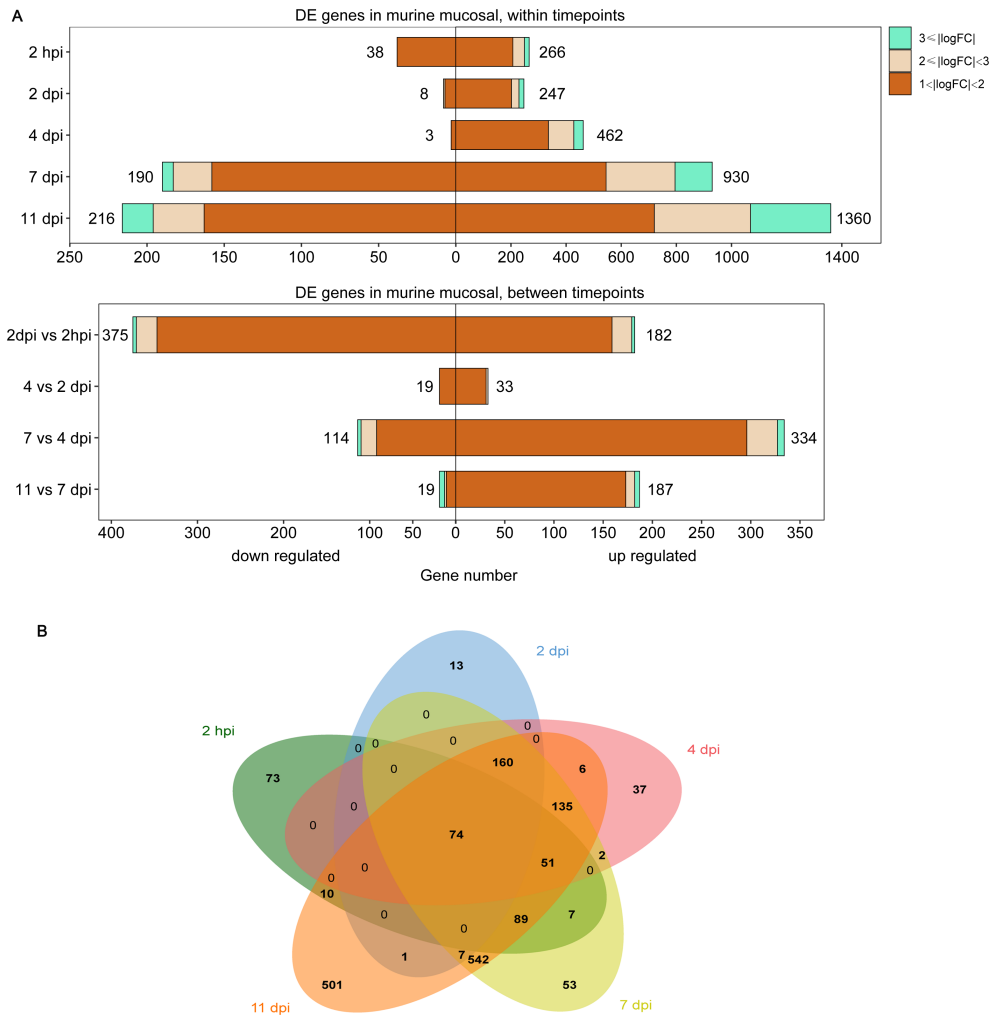 A
DE genes in murine mucosal, within timepoints
3≤|logFC|
2≤|logFC|<3
1<|logFC|<2
2 hpi 38 266
2 dpi 8 247
4 dpi 3 462
7 dpi 190 930
11 dpi 216 1360
250 200 150 100 50 0 200 400 600 800 1000 1400
DE genes in murine mucosal, between timepoints
2dpi vs 2hpi 375 182
4 vs 2 dpi 19 33
7 vs 4 dpi 114 334
11 vs 7 dpi 19 187
400 300 200 100 50 0 50 100 150 200 250 300 350
down regulated up regulated
Gene number
B
2 dpi
13
0
2 hpi
0
4 dpi
0 0 0 0
160 6
0
73
37
0 135
0
74
2
51
0 0
0
10
0 89 7
0
1 7 542
501 53
11 dpi 7 dpi